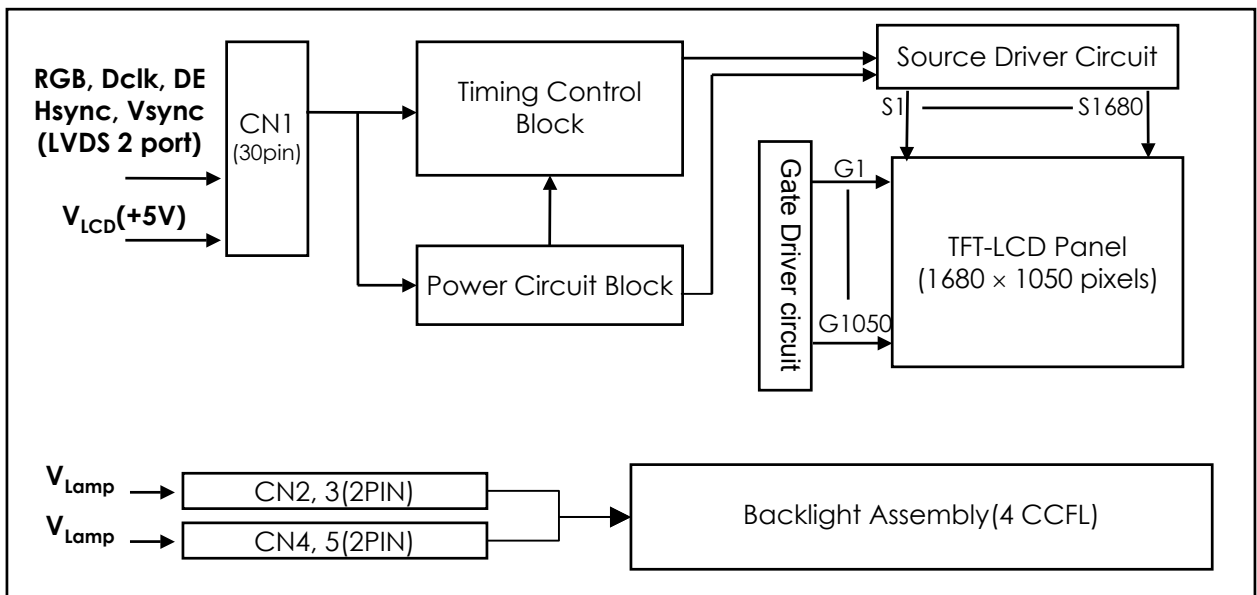 RGB, Dclk, DE
Hsync, Vsync
(LVDS 2 port)
VLCD(+5V)
CN1
(30pin)
Timing Control
Block
Power Circuit Block
Source Driver Circuit
S1
S1680
Gate Driver circuit
G1
G1050
TFT-LCD Panel
(1680 × 1050 pixels)
VLamp
CN2, 3(2PIN)
VLamp
CN4, 5(2PIN)
Backlight Assembly(4 CCFL)